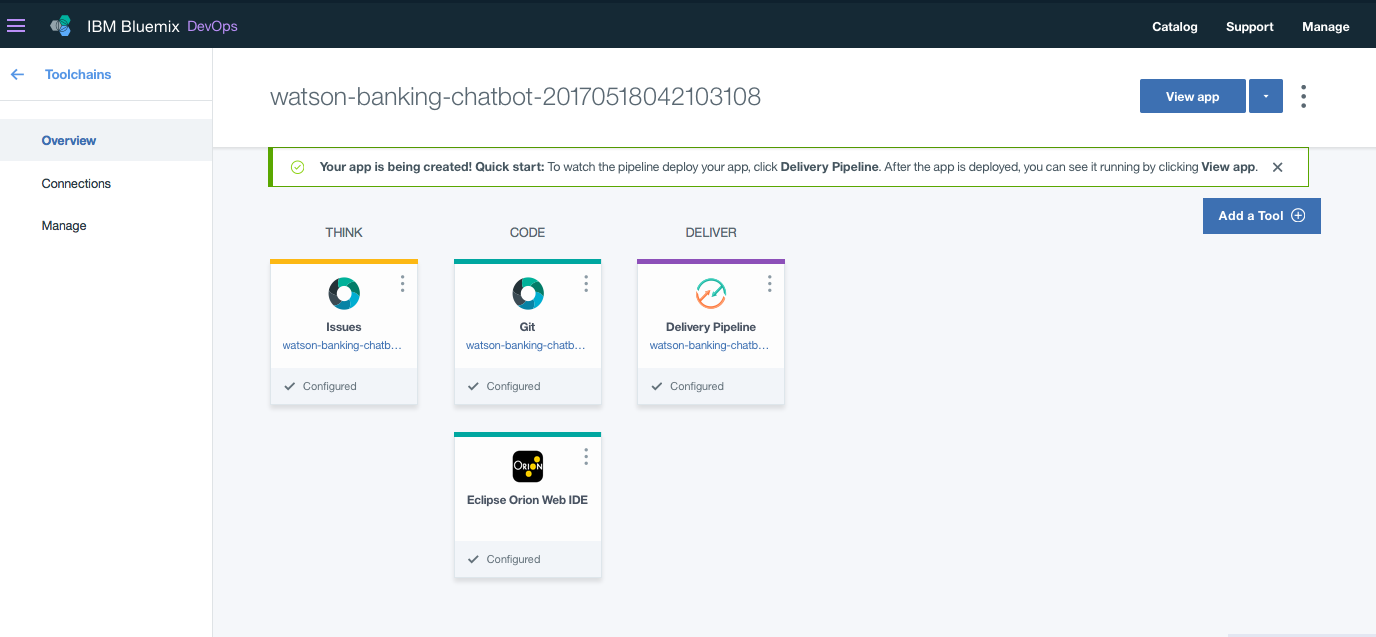 IBM Bluemix DevOps
Catalog Support Manage
Toolchains
watson-banking-chatbot-20170518042103108
View app
Overview
Your app is being created! Quick start: To watch the pipeline deploy your app, click Delivery Pipeline. After the app is deployed, you can see it running by clicking View app.
Connections
Manage
Add a Tool
THINK CODE DELIVER
Issues
watson-banking-chatb...
Configured
Git
watson-banking-chatb...
Configured
Delivery Pipeline
watson-banking-chatb...
Configured
ORION
Eclipse Orion Web IDE
Configured